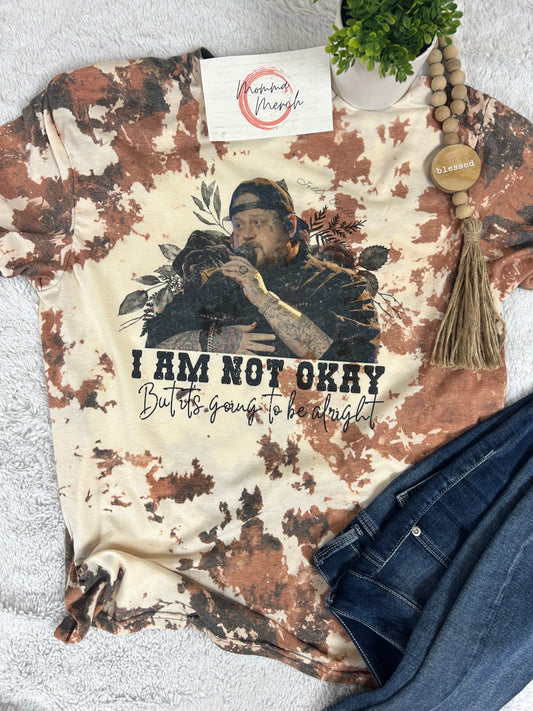 Momma
Merch
blessed
I AM NOT OKAY
But it's going to be alright